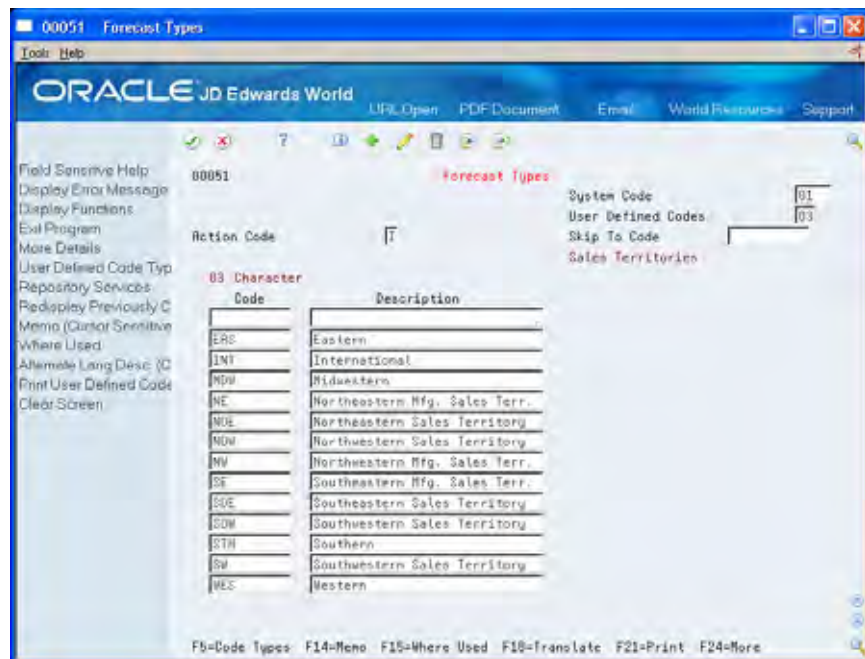 00051 Forecast Types
Tools Help
ORACLE JD Edwards World
URL Open PDF Document Email World Resources Support
Field Sensitive Help
Display Error Message
Display Functions
Exit Program
More Details
User Defined Code Typ
Repository Services
Redisplay Previously C
Memo (Cursor Sensitive
Where Used
Alternate Lang Desc (C
Print User Defined Code
Clear Screen
00051 Forecast Types
System Code 01
User Defined Codes 03
Action Code I Skip To Code
Sales Territories
03 Character
Code Description
EAS Eastern
INT International
MDW Midwestern
NE Northeastern Mfg. Sales Terr.
NOE Northeastern Sales Territory
NOW Northwestern Sales Territory
NW Northwestern Mfg. Sales Terr.
SE Southeastern Mfg. Sales Terr.
SOE Southeastern Sales Territory
SOW Southwestern Sales Territory
STH Southern
SW Southwestern Sales Territory
WES Western
F5=Code Types F14=Memo F15=Where Used F18=Translate F21=Print F24=More